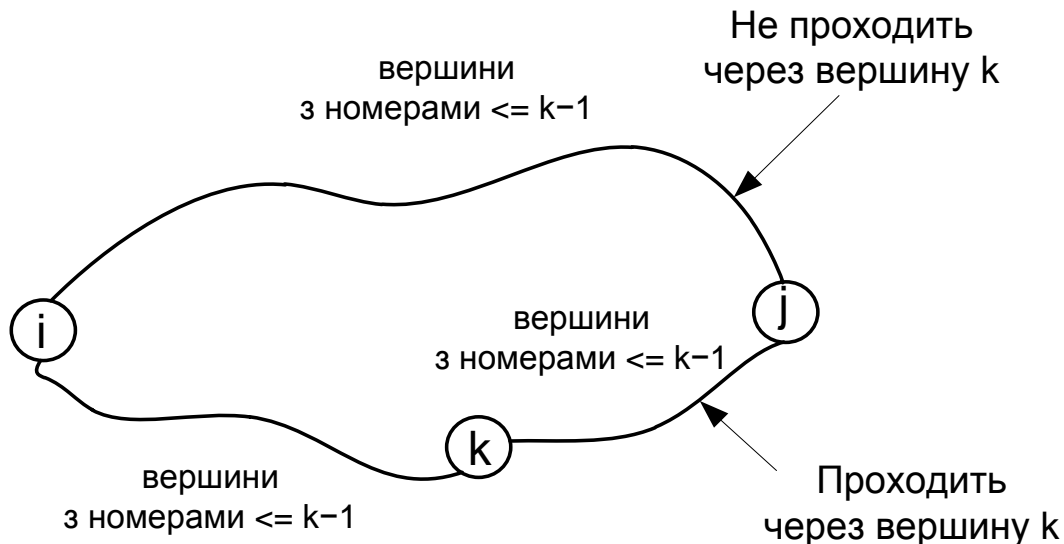 Не проходить
через вершину k
вершини
з номерами <= k−1
i
j
вершини
з номерами <= k−1
k
вершини
з номерами <= k−1
Проходить
через вершину k